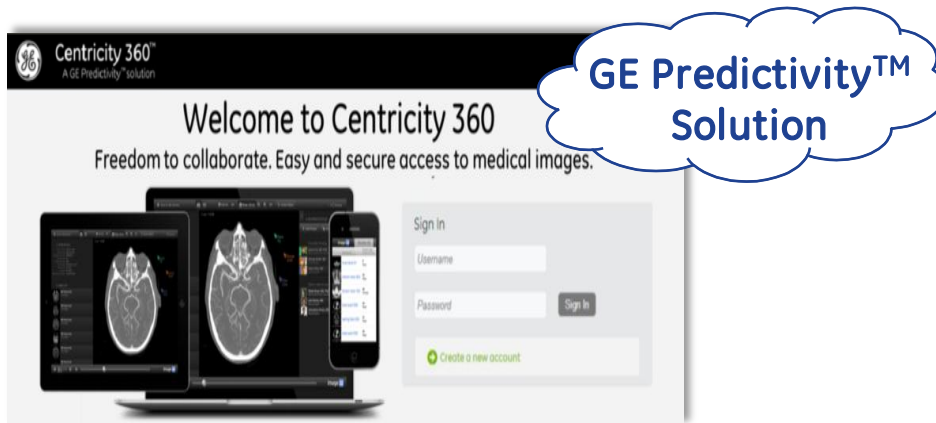 Centricity 360™
A GE Predictivity™ solution
GE Predictivity™
Solution
Welcome to Centricity 360
Freedom to collaborate. Easy and secure access to medical images.
Sign in
Username
Password
Sign In
Create a new account